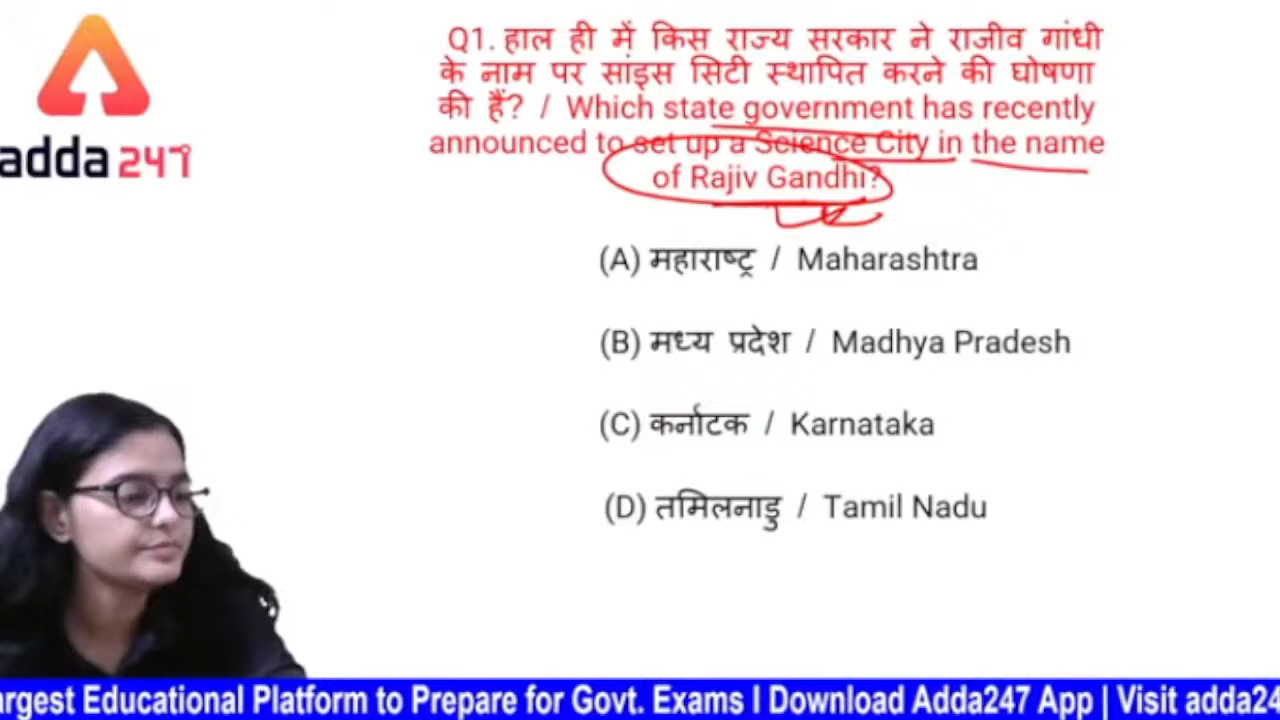 Q1. हाल ही में किस राज्य सरकार ने राजीव गांधी
के नाम पर सांइस सिटी स्थापित करने की घोषणा
की हैं? / Which state government has recently
announced to set up a Science City in the name
of Rajiv Gandhi?
adda 247
(A) महाराष्ट्र / Maharashtra
(B) मध्य प्रदेश / Madhya Pradesh
(C) कर्नाटक / Karnataka
(D) तमिलनाडु / Tamil Nadu
argest Educational Platform to Prepare for Govt. Exams I Download Adda247 App | Visit adda24